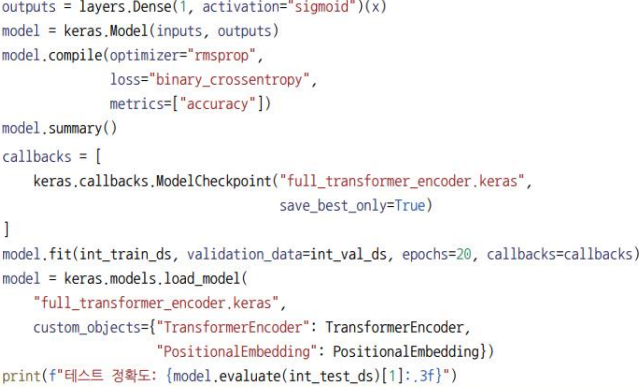 outputs = layers.Dense(1, activation="sigmoid")(x)
model = keras.Model(inputs, outputs)
model.compile(optimizer="rmsprop",
              loss="binary_crossentropy",
              metrics=["accuracy"])
model.summary()
callbacks = [
    keras.callbacks.ModelCheckpoint("full_transformer_encoder.keras",
                                    save_best_only=True)
]
model.fit(int_train_ds, validation_data=int_val_ds, epochs=20, callbacks=callbacks)
model = keras.models.load_model(
    "full_transformer_encoder.keras",
    custom_objects={"TransformerEncoder": TransformerEncoder,
                    "PositionalEmbedding": PositionalEmbedding})
print(f"테스트 정확도: {model.evaluate(int_test_ds)[1]:.3f}")